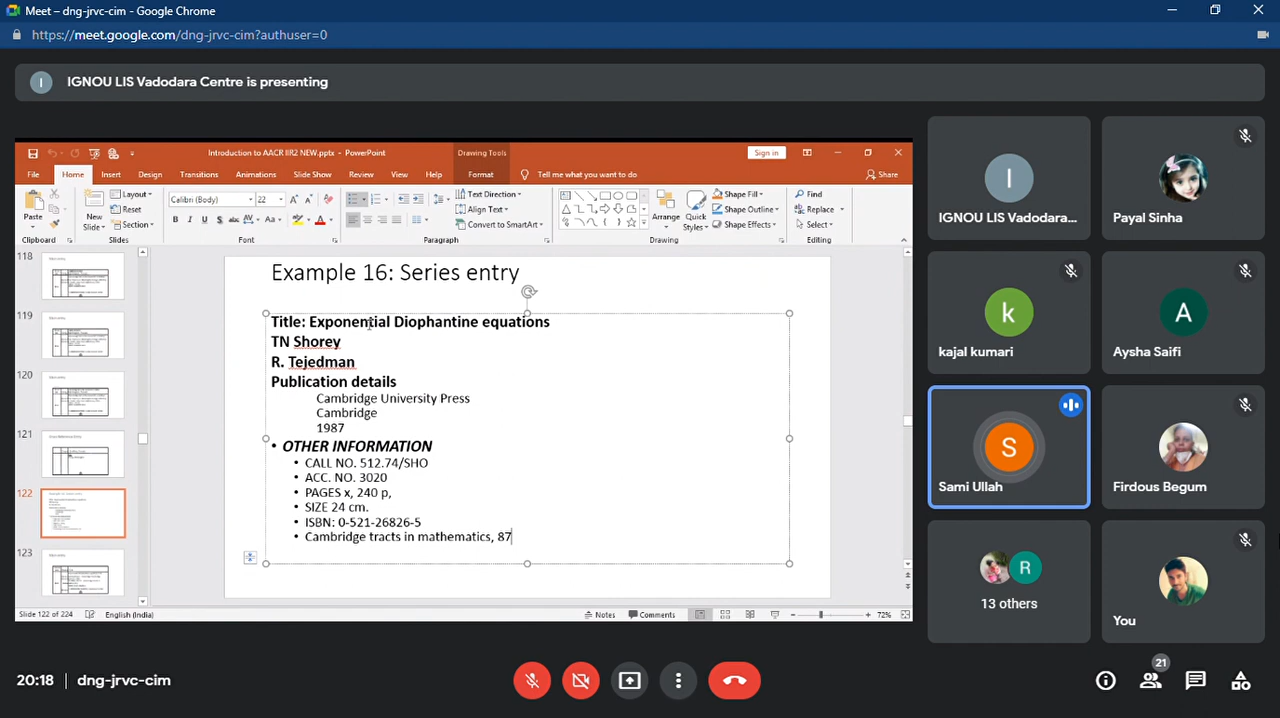 Meet – dng-jrvc-cim - Google Chrome
https://meet.google.com/dng-jrvc-cim?authuser=0
I IGNOU LIS Vadodara Centre is presenting
Introduction to AACR IIR2 NEW.pptx - PowerPoint
Drawing Tools
Sign in
File Home Insert Design Transitions Animations Slide Show Review View Help Format Tell me what you want to do Share
Paste
New Slide
Layout
Reset
Section
Calibri (Body) 22
B I U S abc AV Aa A
Text Direction
Align Text
Convert to SmartArt
Arrange
Quick Styles
Shape Fill
Shape Outline
Shape Effects
Find
Replace
Select
Clipboard Slides Font Paragraph Drawing Editing
118
119
120
121
122
123
Example 16: Series entry
Title: Exponential Diophantine equations
TN Shorey
R. Tejedman
Publication details
Cambridge University Press
Cambridge
1987
• OTHER INFORMATION
• CALL NO. 512.74/SHO
• ACC. NO. 3020
• PAGES x, 240 p,
• SIZE 24 cm.
• ISBN: 0-521-26826-5
• Cambridge tracts in mathematics, 87
Slide 122 of 224 English (India) Notes Comments 72%
I
IGNOU LIS Vadodara...
Payal Sinha
k
kajal kumari
A
Aysha Saifi
S
Sami Ullah
Firdous Begum
R
13 others
You
20:18 | dng-jrvc-cim
21